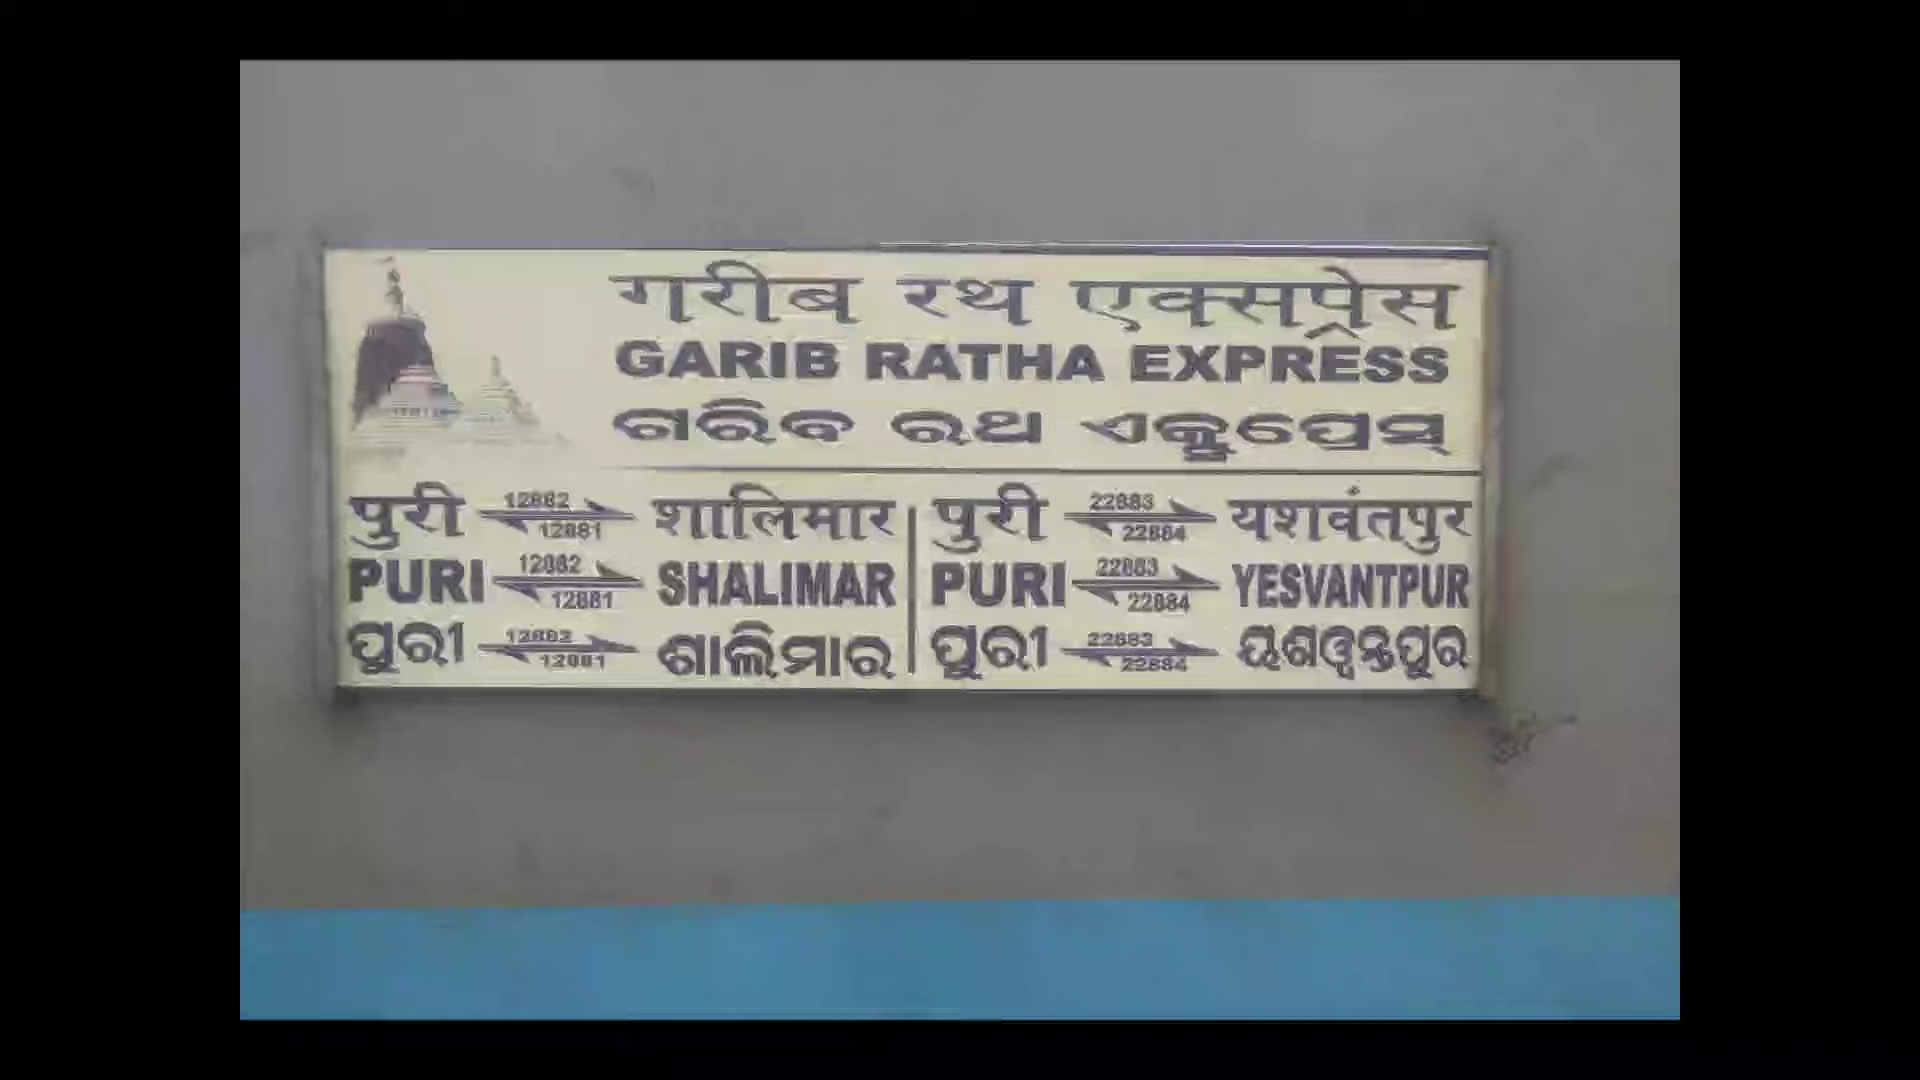 गरीब रथ एक्सप्रेस
GARIB RATHA EXPRESS
ଗରିବ ରଥ ଏକ୍ସପ୍ରେସ୍
पुरी 12882 12881 शालिमार
PURI 12882 12881 SHALIMAR
ପୁରୀ 12882 12881 ଶାଲିମାର
पुरी 22883 22884 यशवंतपुर
PURI 22883 22884 YESVANTPUR
ପୁରୀ 22883 22884 ୟଶୱନ୍ତପୁର